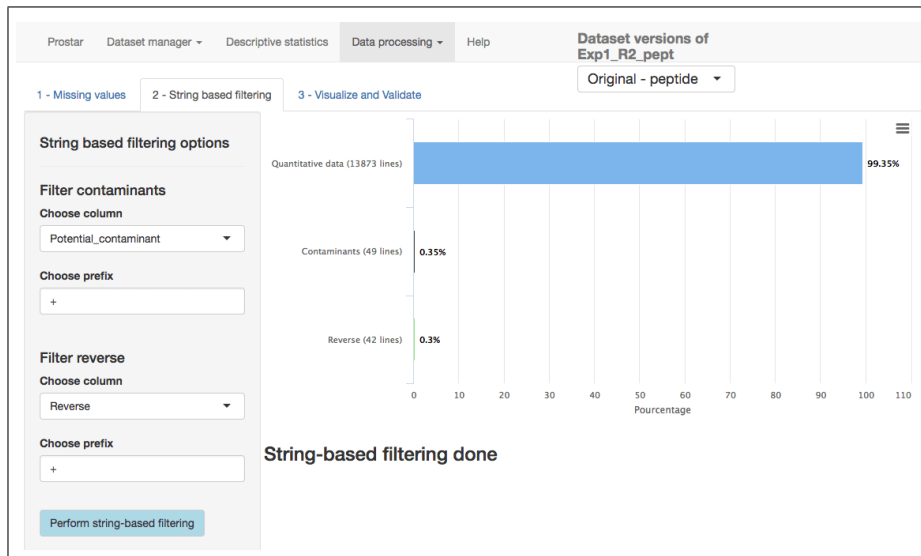 Prostar Dataset manager Descriptive statistics Data processing Help
Dataset versions of
Exp1_R2_pept
Original - peptide
1 - Missing values 2 - String based filtering 3 - Visualize and Validate
String based filtering options
Filter contaminants
Choose column
Potential_contaminant
Choose prefix
+
Filter reverse
Choose column
Reverse
Choose prefix
+
Perform string-based filtering
Quantitative data (13873 lines) 99.35%
Contaminants (49 lines) 0.35%
Reverse (42 lines) 0.3%
0 10 20 30 40 50 60 70 80 90 100 110
Pourcentage
String-based filtering done